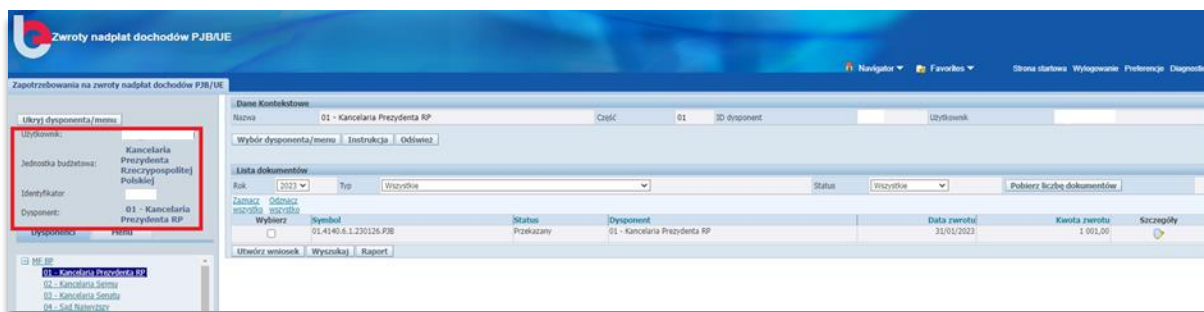 Zwroty nadpłat dochodów PJB/UE
Navigator Favorites Strona startowa Wylogowanie Preferencje Diagnosty
Zapotrzebowania na zwroty nadpłat dochodów PJB/UE
Ukryj dysponenta/menu
Użytkownik:
Jednostka budżetowa: Kancelaria Prezydenta Rzeczypospolitej Polskiej
Identyfikator
Dysponent: 01 - Kancelaria Prezydenta RP
Dysponenci Menu
ME BP
01 - Kancelaria Prezydenta RP
02 - Kancelaria Sejmu
03 - Kancelaria Senatu
04 - Sąd Najwyższy
Dane Kontekstowe
Nazwa 01 - Kancelaria Prezydenta RP Część 01 ID dysponent Użytkownik
Wybór dysponenta/menu Instrukcja Odśwież
Lista dokumentów
Rok 2023 Typ Wszystkie Status Wszystkie Pobierz liczbę dokumentów
Zaznacz wszystko Odznacz wszystko
Wybierz Symbol Status Dysponent Data zwrotu Kwota zwrotu Szczegóły
01.4140.6.1.230126.PJB Przekazany 01 - Kancelaria Prezydenta RP 31/01/2023 1 001,00
Utwórz wniosek Wyszukaj Raport